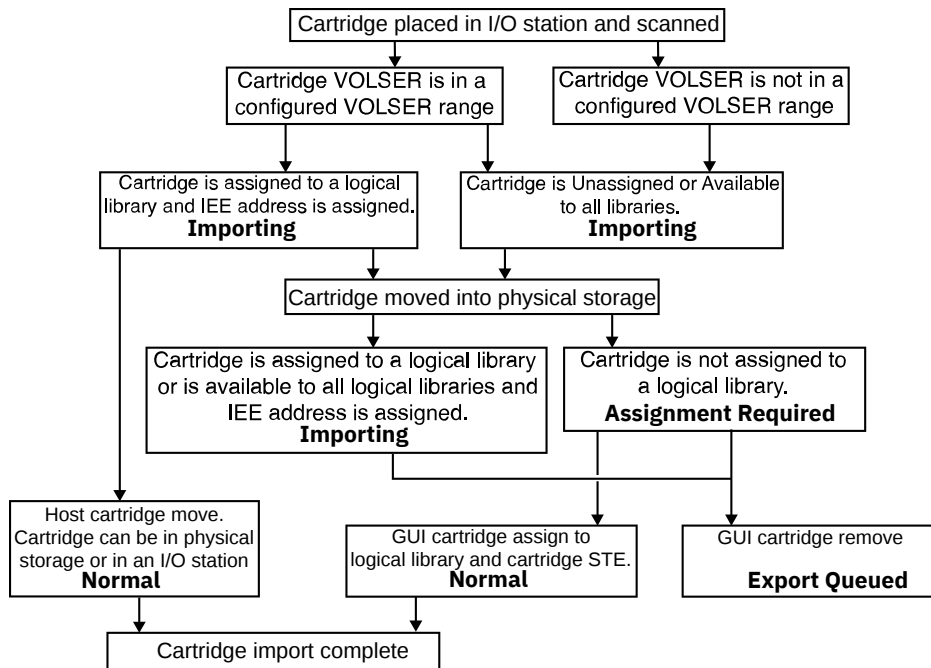 Cartridge placed in I/O station and scanned
Cartridge VOLSER is in a
configured VOLSER range
Cartridge VOLSER is not in a
configured VOLSER range
Cartridge is assigned to a logical
library and IEE address is assigned.
Importing
Cartridge is Unassigned or Available
to all libraries.
Importing
Cartridge moved into physical storage
Cartridge is assigned to a logical library
or is available to all logical libraries and
IEE address is assigned.
Importing
Cartridge is not assigned to
a logical library.
Assignment Required
Host cartridge move.
Cartridge can be in physical
storage or in an I/O station
Normal
GUI cartridge assign to
logical library and cartridge STE.
Normal
GUI cartridge remove
Export Queued
Cartridge import complete